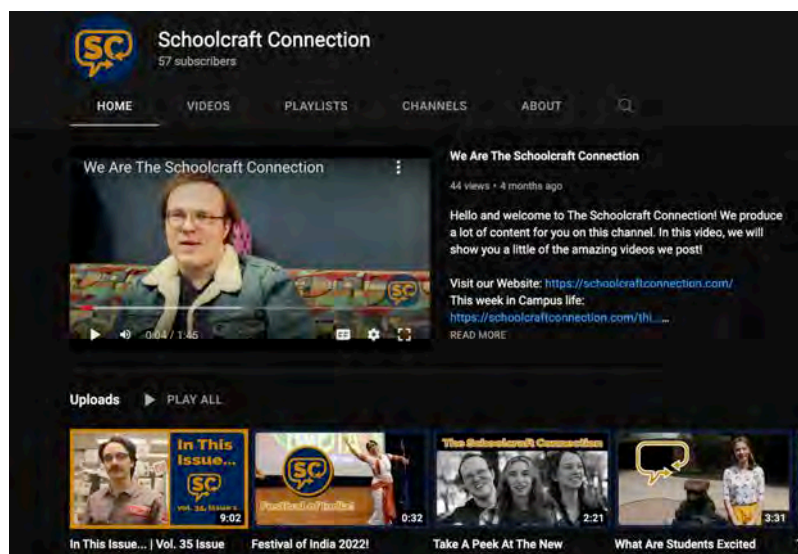 SC
Schoolcraft Connection
57 subscribers
HOME VIDEOS PLAYLISTS CHANNELS ABOUT
We Are The Schoolcraft Connection
SC
0:04 / 1:45
We Are The Schoolcraft Connection
44 views • 4 months ago
Hello and welcome to The Schoolcraft Connection! We produce
a lot of content for you on this channel. In this video, we will
show you a little of the amazing videos we post!
Visit our Website: https://schoolcraftconnection.com/
This week in Campus life:
https://schoolcraftconnection.com/thi...…
READ MORE
Uploads PLAY ALL
In This
Issue...
SC
9:02
In This Issue... | Vol. 35 Issue
SC
Festival of India!
0:32
Festival of India 2022!
The Schoolcraft Connection
2:21
Take A Peek At The New
3:31
What Are Students Excited